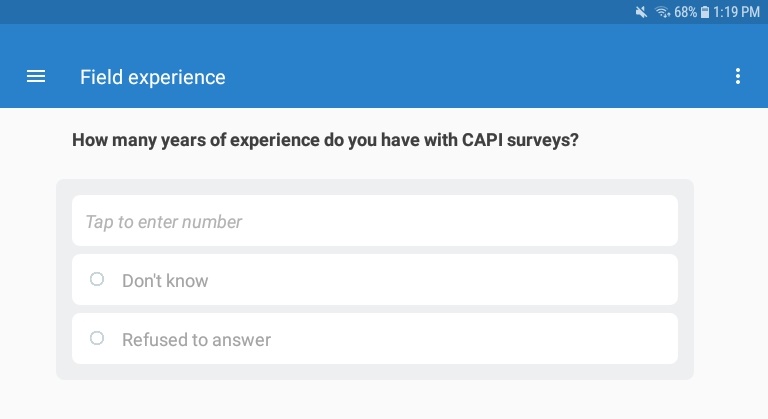 68% 1:19 PM
Field experience
How many years of experience do you have with CAPI surveys?
Tap to enter number
Don't know
Refused to answer